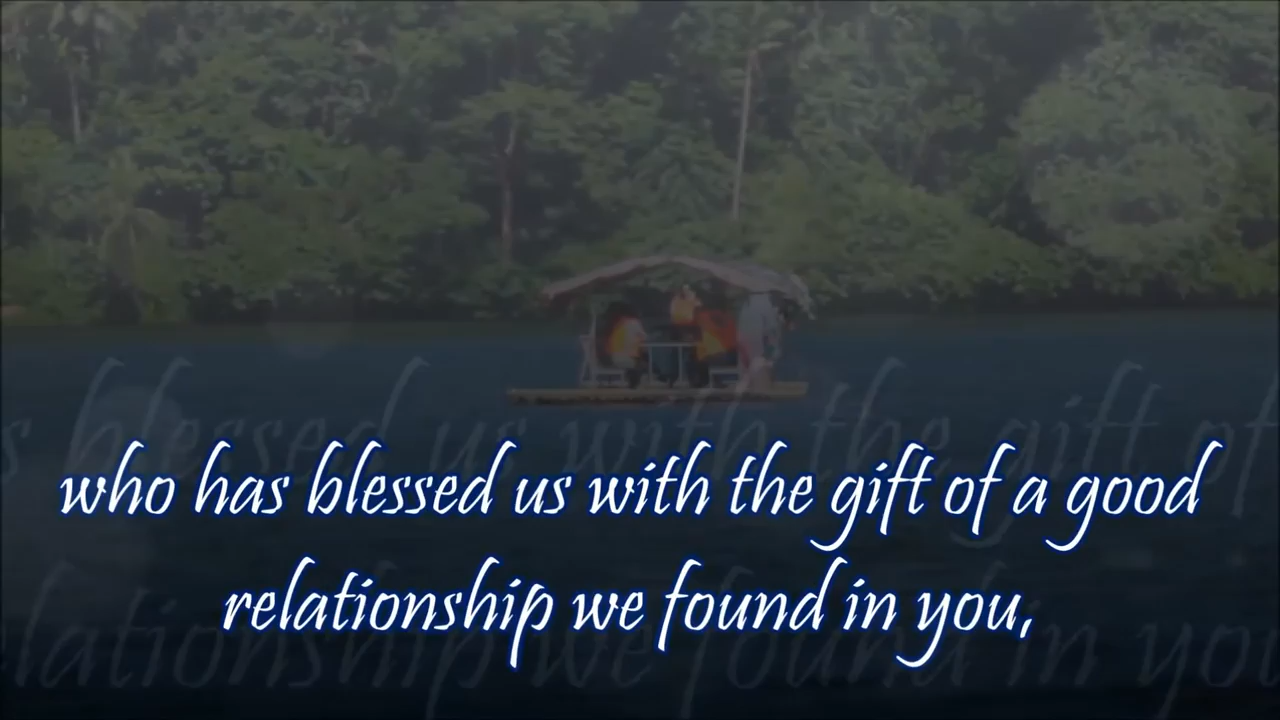 who has blessed us with the gift of a good
relationship we found in you,